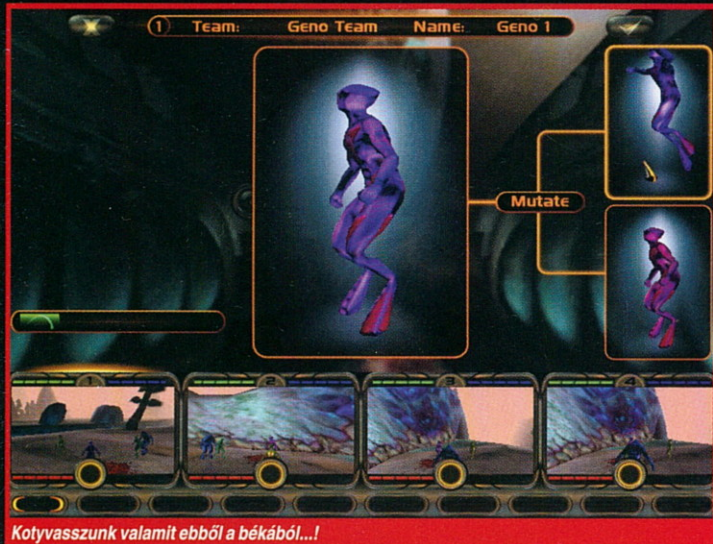 1 Team: Geno Team Name: Geno 1
Mutate
1 2 3 4
Kotyvasszunk valamit ebből a békából...!